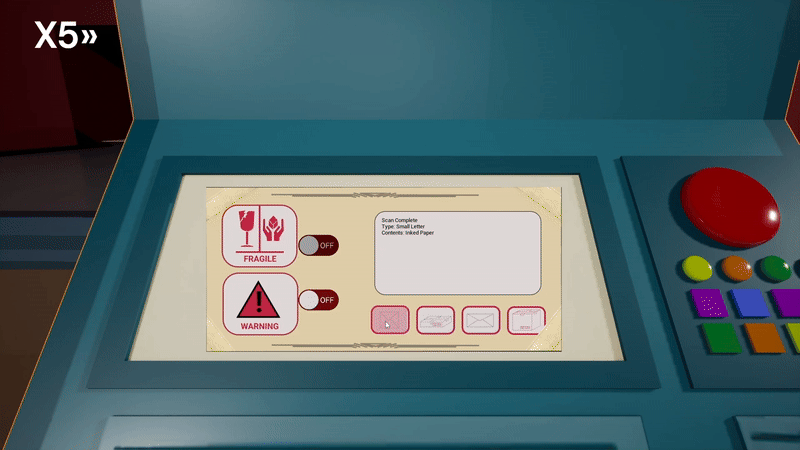 X5»
FRAGILE
OFF
WARNING
OFF
Scan Complete
Type: Small Letter
Contents: Inked Paper